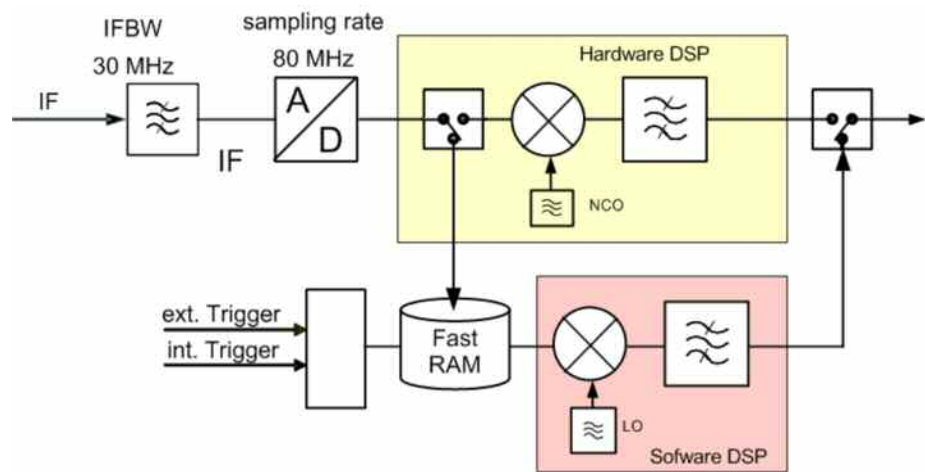 IFBW
30 MHz
sampling rate
80 MHz
Hardware DSP
IF
A
D
IF
NCO
ext. Trigger
int. Trigger
Fast
RAM
LO
Sofware DSP